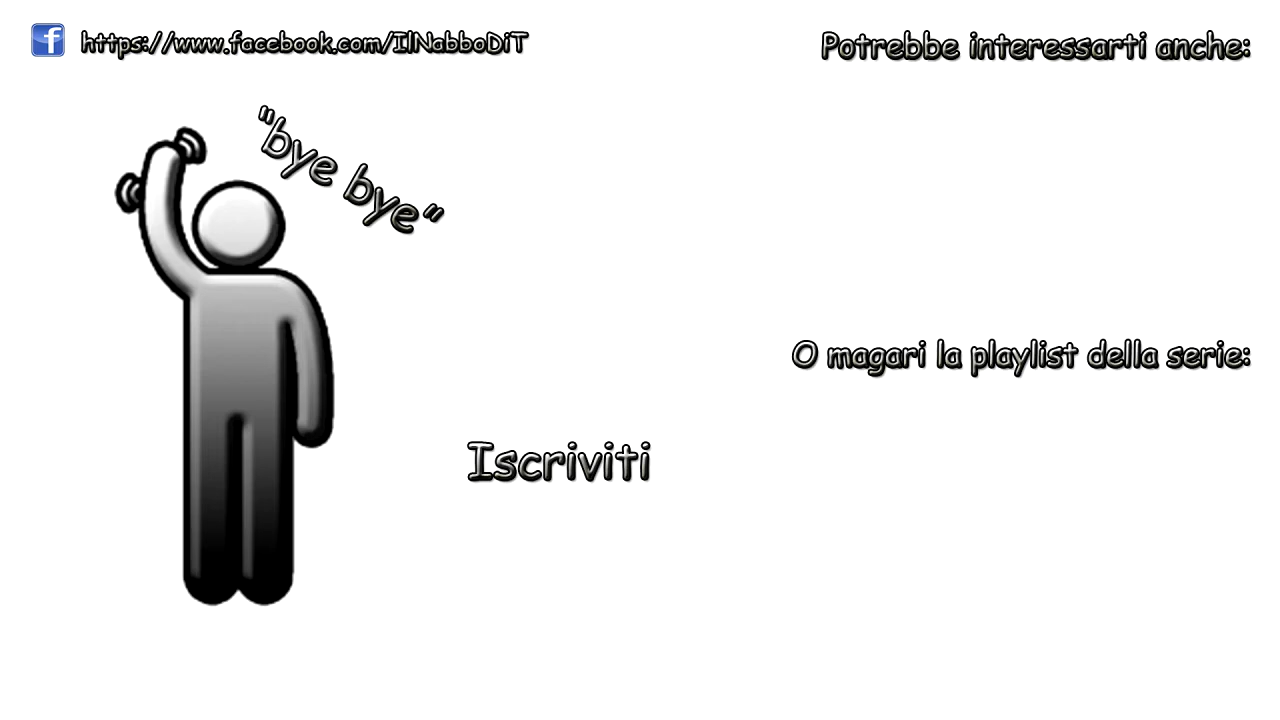 https://www.facebook.com/IlNabboDiT
Potrebbe interessarti anche:
"bye bye"
O magari la playlist della serie:
Iscriviti